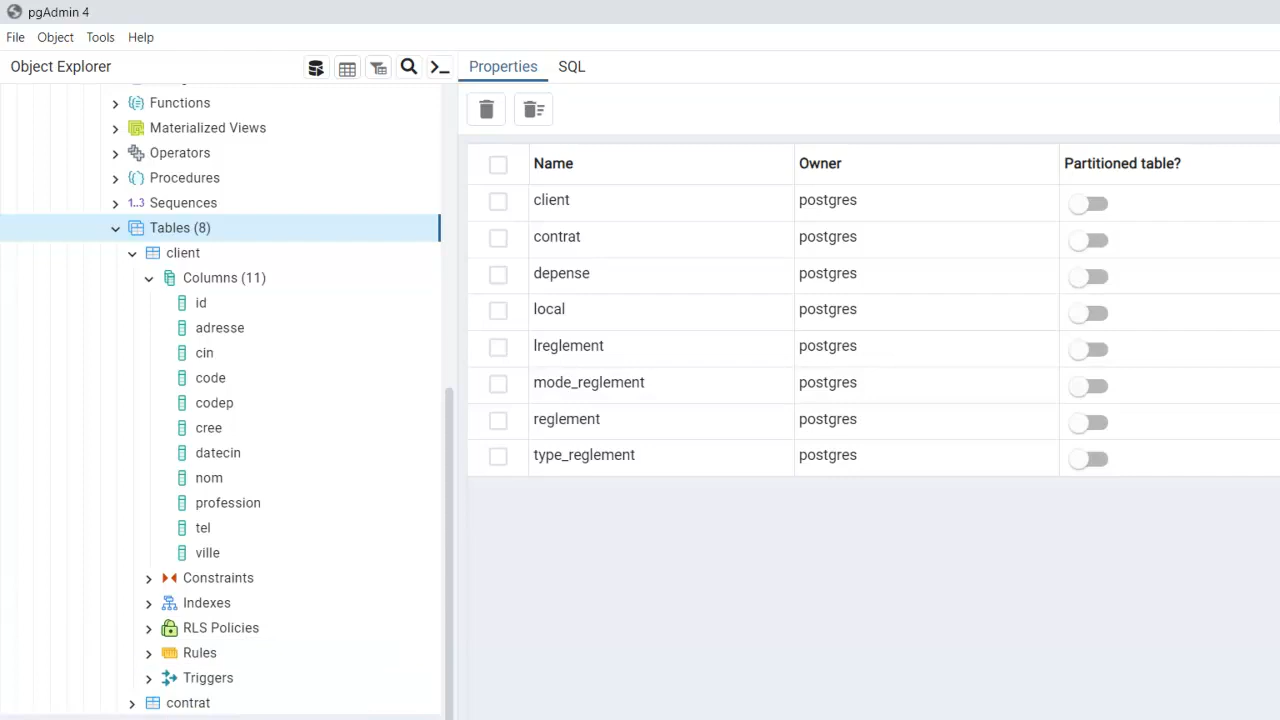 pgAdmin 4
File Object Tools Help
Object Explorer
Properties SQL
Functions
Materialized Views
Operators
Procedures
1..3 Sequences
Tables (8)
client
Columns (11)
id
adresse
cin
code
codep
cree
datecin
nom
profession
tel
ville
Constraints
Indexes
RLS Policies
Rules
Triggers
contrat
Name Owner Partitioned table?
client postgres
contrat postgres
depense postgres
local postgres
lreglement postgres
mode_reglement postgres
reglement postgres
type_reglement postgres